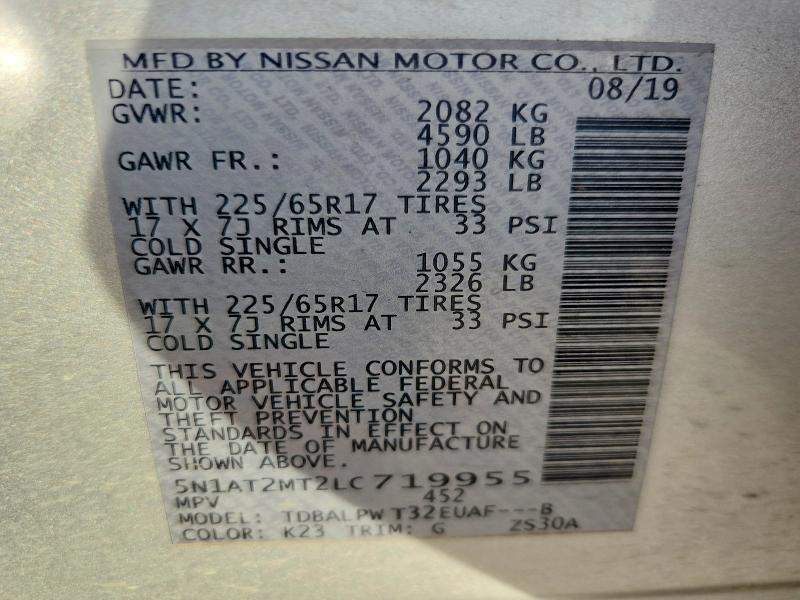 MFD BY NISSAN MOTOR CO., LTD.
DATE: 08/19
GVWR: 2082 KG
4590 LB
GAWR FR.: 1040 KG
2293 LB
WITH 225/65R17 TIRES
17 X 7J RIMS AT 33 PSI
COLD SINGLE
GAWR RR.: 1055 KG
2326 LB
WITH 225/65R17 TIRES
17 X 7J RIMS AT 33 PSI
COLD SINGLE
THIS VEHICLE CONFORMS TO
ALL APPLICABLE FEDERAL
MOTOR VEHICLE SAFETY AND
THEFT PREVENTION
STANDARDS IN EFFECT ON
THE DATE OF MANUFACTURE
SHOWN ABOVE.
5N1AT2MT2LC719955
MPV 452
MODEL: TDBALPW T32EUAF---B
COLOR: K23 TRIM: G ZS30A